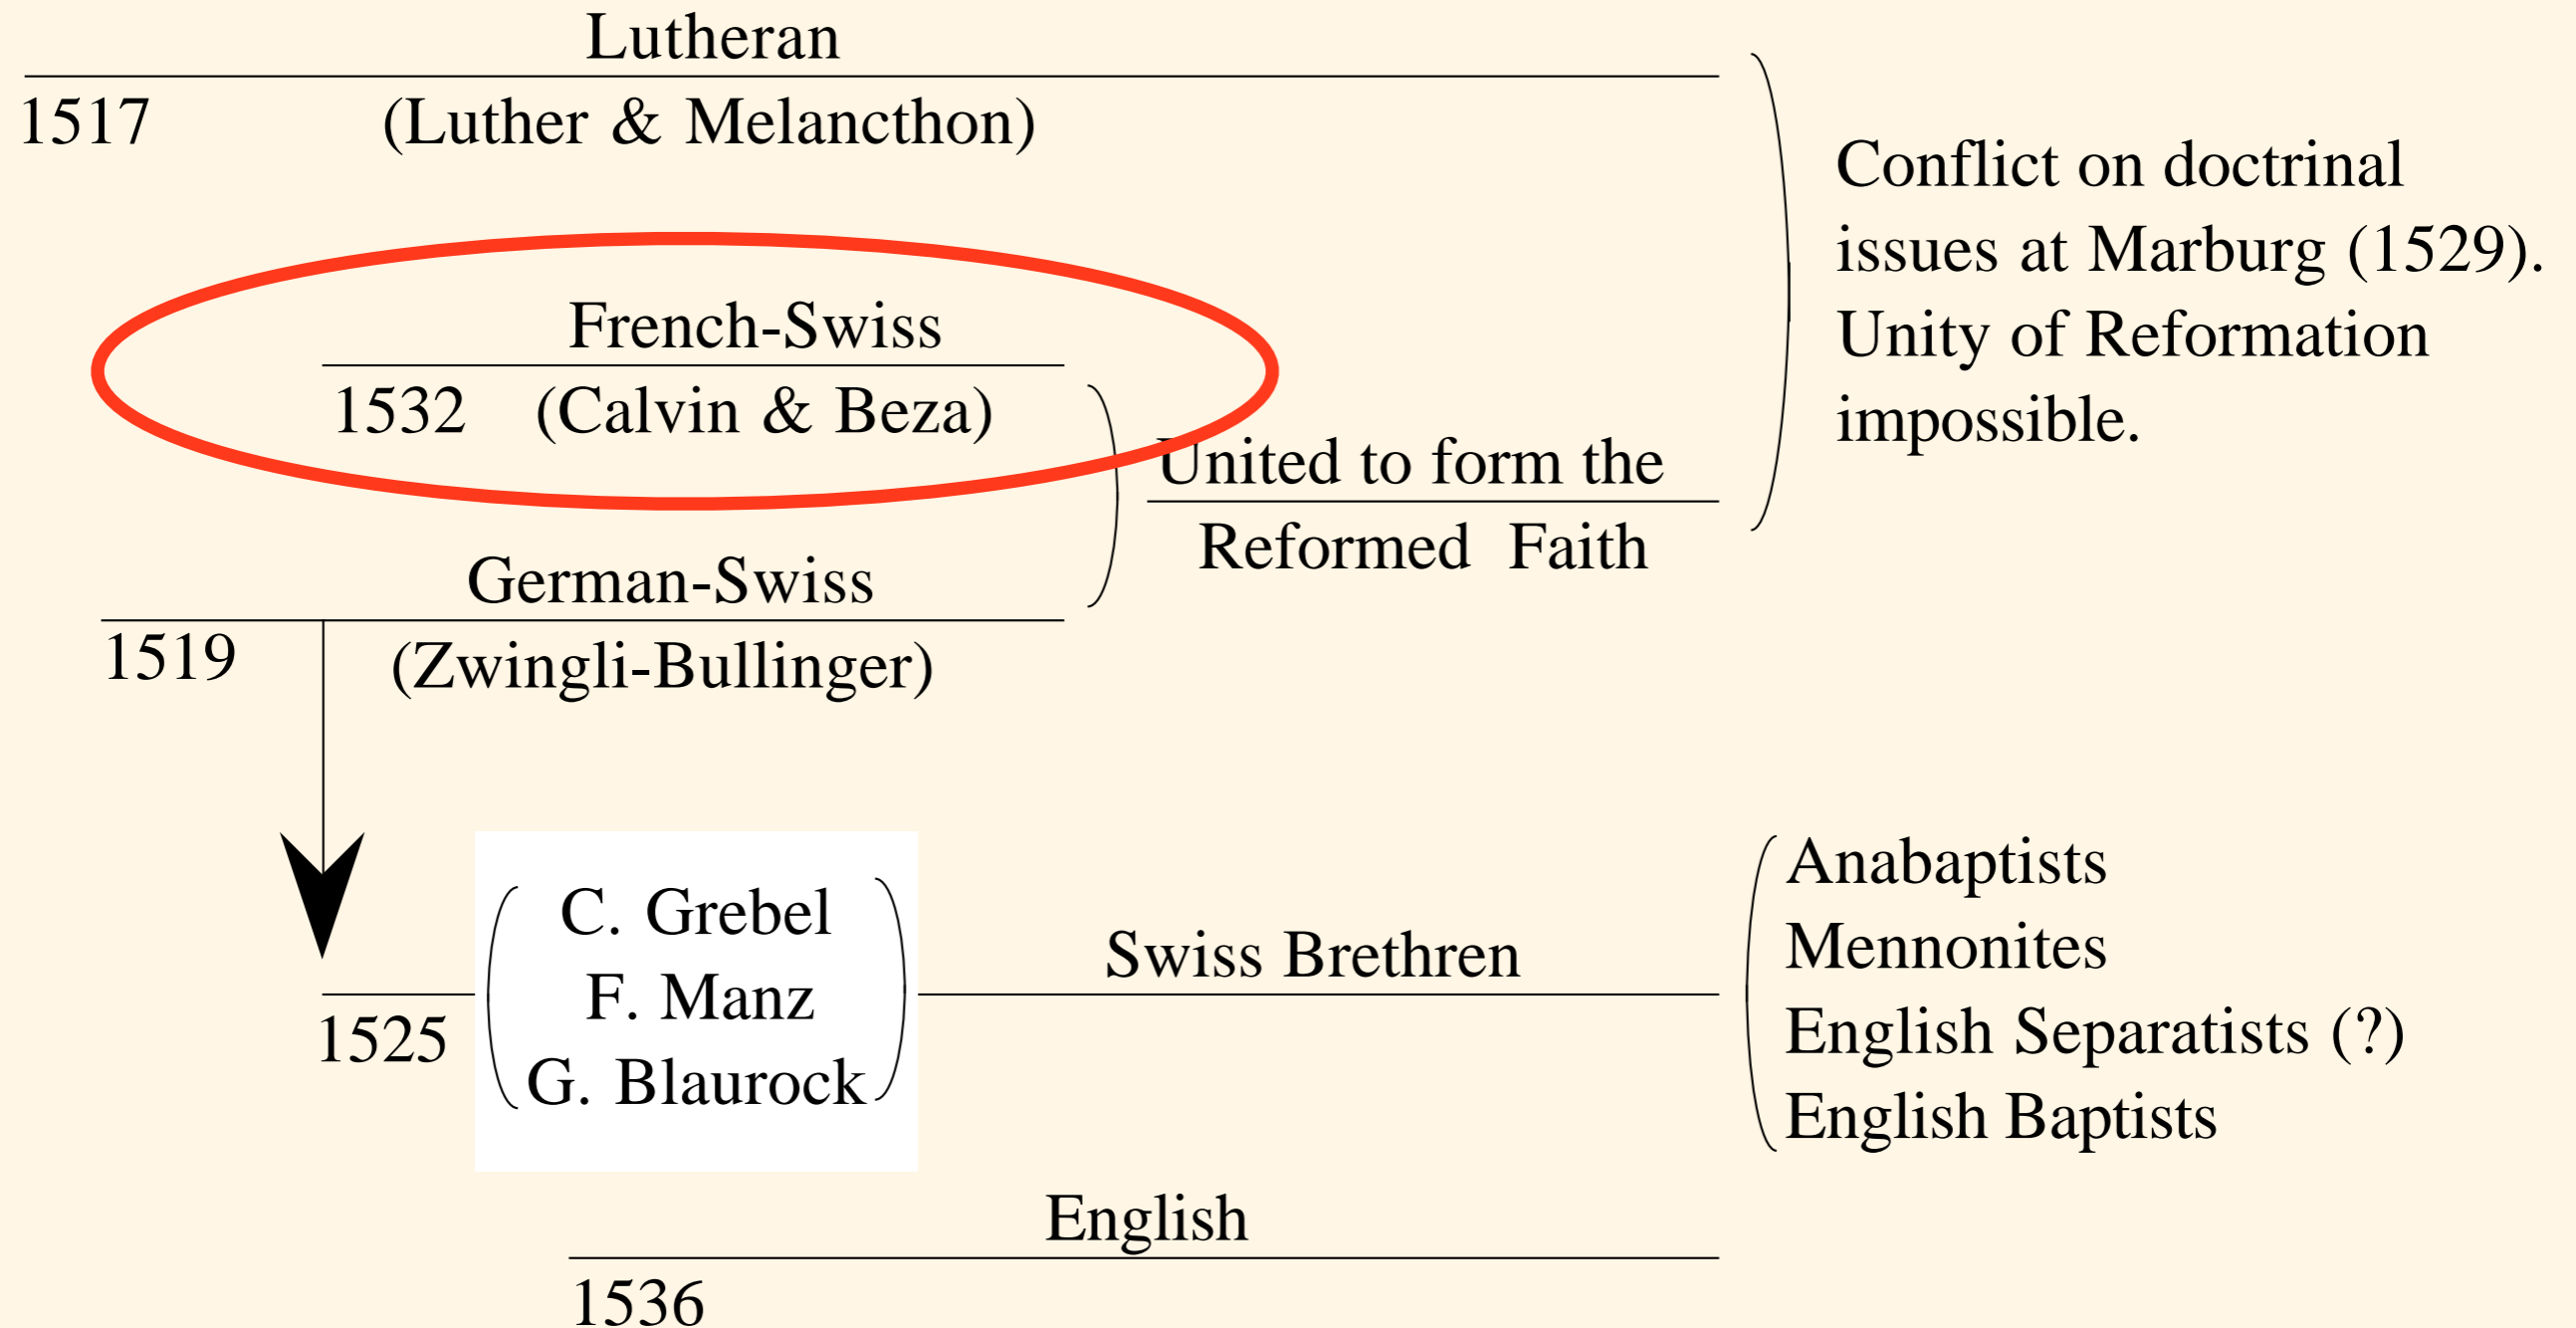 Lutheran
1517 (Luther & Melancthon)
Conflict on doctrinal
issues at Marburg (1529).
Unity of Reformation
impossible.
French-Swiss
1532 (Calvin & Beza)
United to form the
Reformed Faith
German-Swiss
1519 (Zwingli-Bullinger)
C. Grebel
F. Manz
G. Blaurock
1525
Swiss Brethren
Anabaptists
Mennonites
English Separatists (?)
English Baptists
English
1536